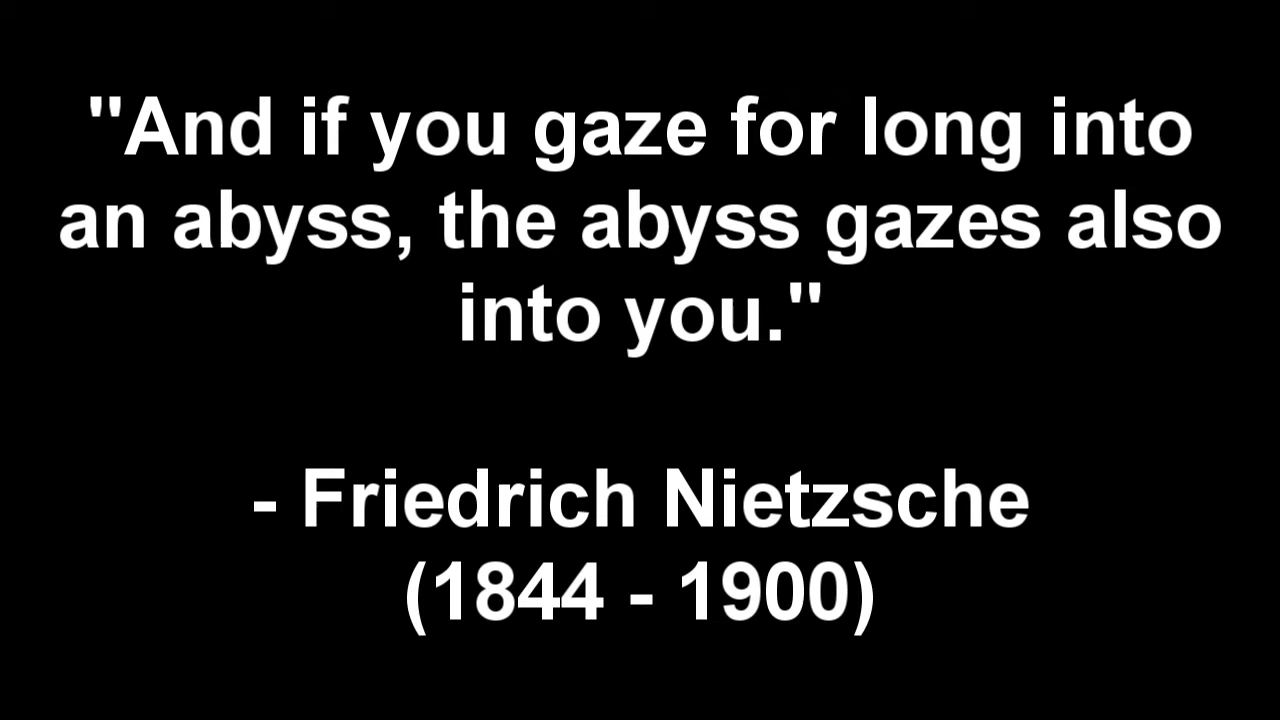 "And if you gaze for long into
an abyss, the abyss gazes also
into you."
- Friedrich Nietzsche
(1844 - 1900)